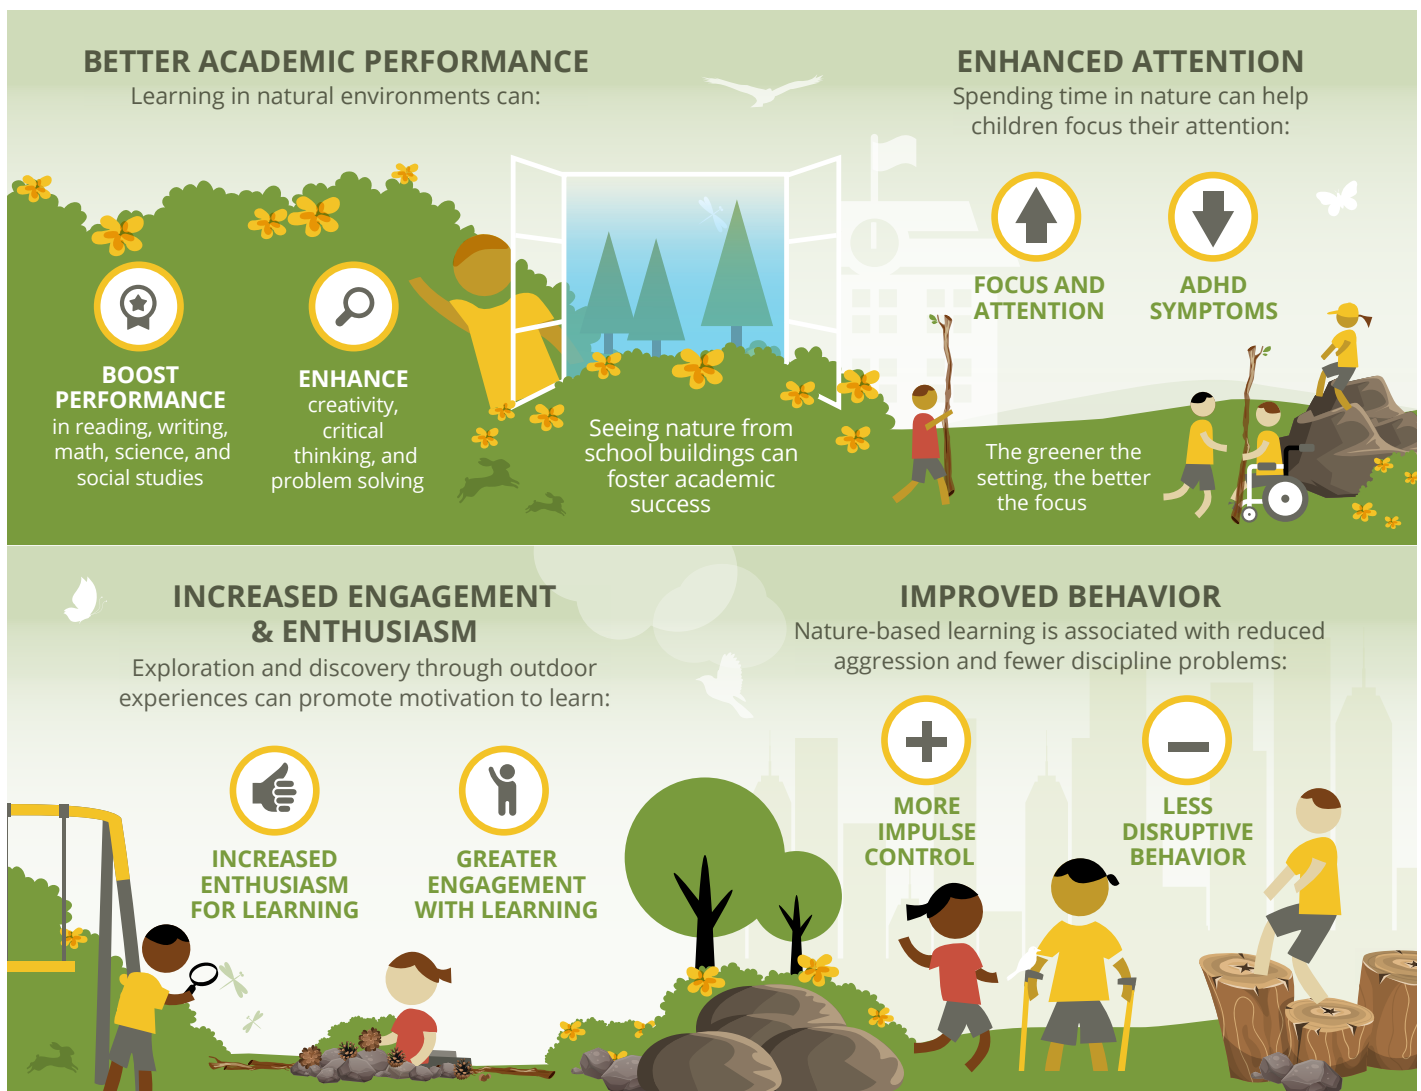 BETTER ACADEMIC PERFORMANCE
Learning in natural environments can:
BOOST
PERFORMANCE
in reading, writing,
math, science, and
social studies
ENHANCE
creativity,
critical
thinking, and
problem solving
Seeing nature from
school buildings can
foster academic
success
ENHANCED ATTENTION
Spending time in nature can help
children focus their attention:
FOCUS AND
ATTENTION
ADHD
SYMPTOMS
The greener the
setting, the better
the focus
INCREASED ENGAGEMENT
& ENTHUSIASM
Exploration and discovery through outdoor
experiences can promote motivation to learn:
INCREASED
ENTHUSIASM
FOR LEARNING
GREATER
ENGAGEMENT
WITH LEARNING
IMPROVED BEHAVIOR
Nature-based learning is associated with reduced
aggression and fewer discipline problems:
MORE
IMPULSE
CONTROL
LESS
DISRUPTIVE
BEHAVIOR